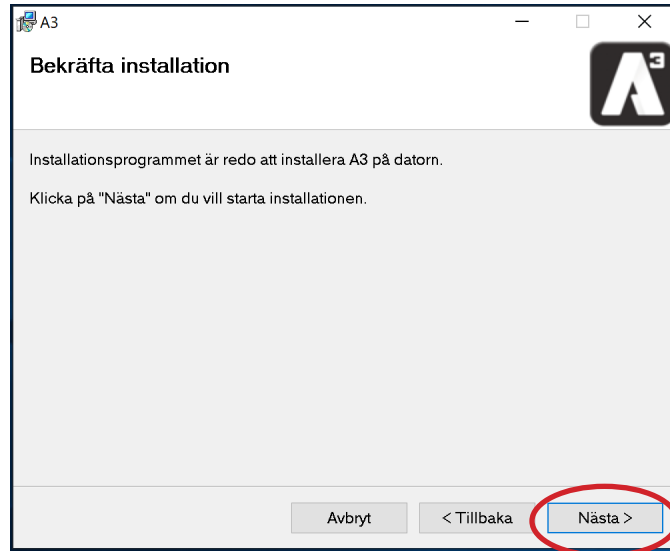 A3
Bekräfta installation
A3
Installationsprogrammet är redo att installera A3 på datorn.
Klicka på "Nästa" om du vill starta installationen.
Avbryt
< Tillbaka
Nästa >